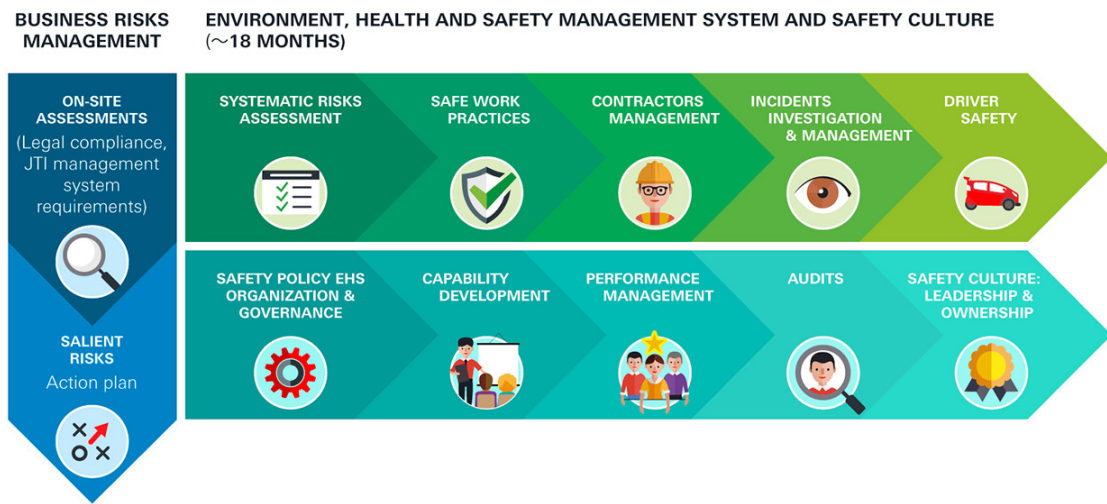 BUSINESS RISKS
MANAGEMENT
ENVIRONMENT, HEALTH AND SAFETY MANAGEMENT SYSTEM AND SAFETY CULTURE
(~18 MONTHS)
ON-SITE
ASSESSMENTS
(Legal compliance,
JTI management
system
requirements)
SALIENT
RISKS
Action plan
SYSTEMATIC RISKS
ASSESSMENT
SAFE WORK
PRACTICES
CONTRACTORS
MANAGEMENT
INCIDENTS
INVESTIGATION
& MANAGEMENT
DRIVER
SAFETY
SAFETY POLICY EHS
ORGANIZATION &
GOVERNANCE
CAPABILITY
DEVELOPMENT
PERFORMANCE
MANAGEMENT
AUDITS
SAFETY CULTURE:
LEADERSHIP &
OWNERSHIP